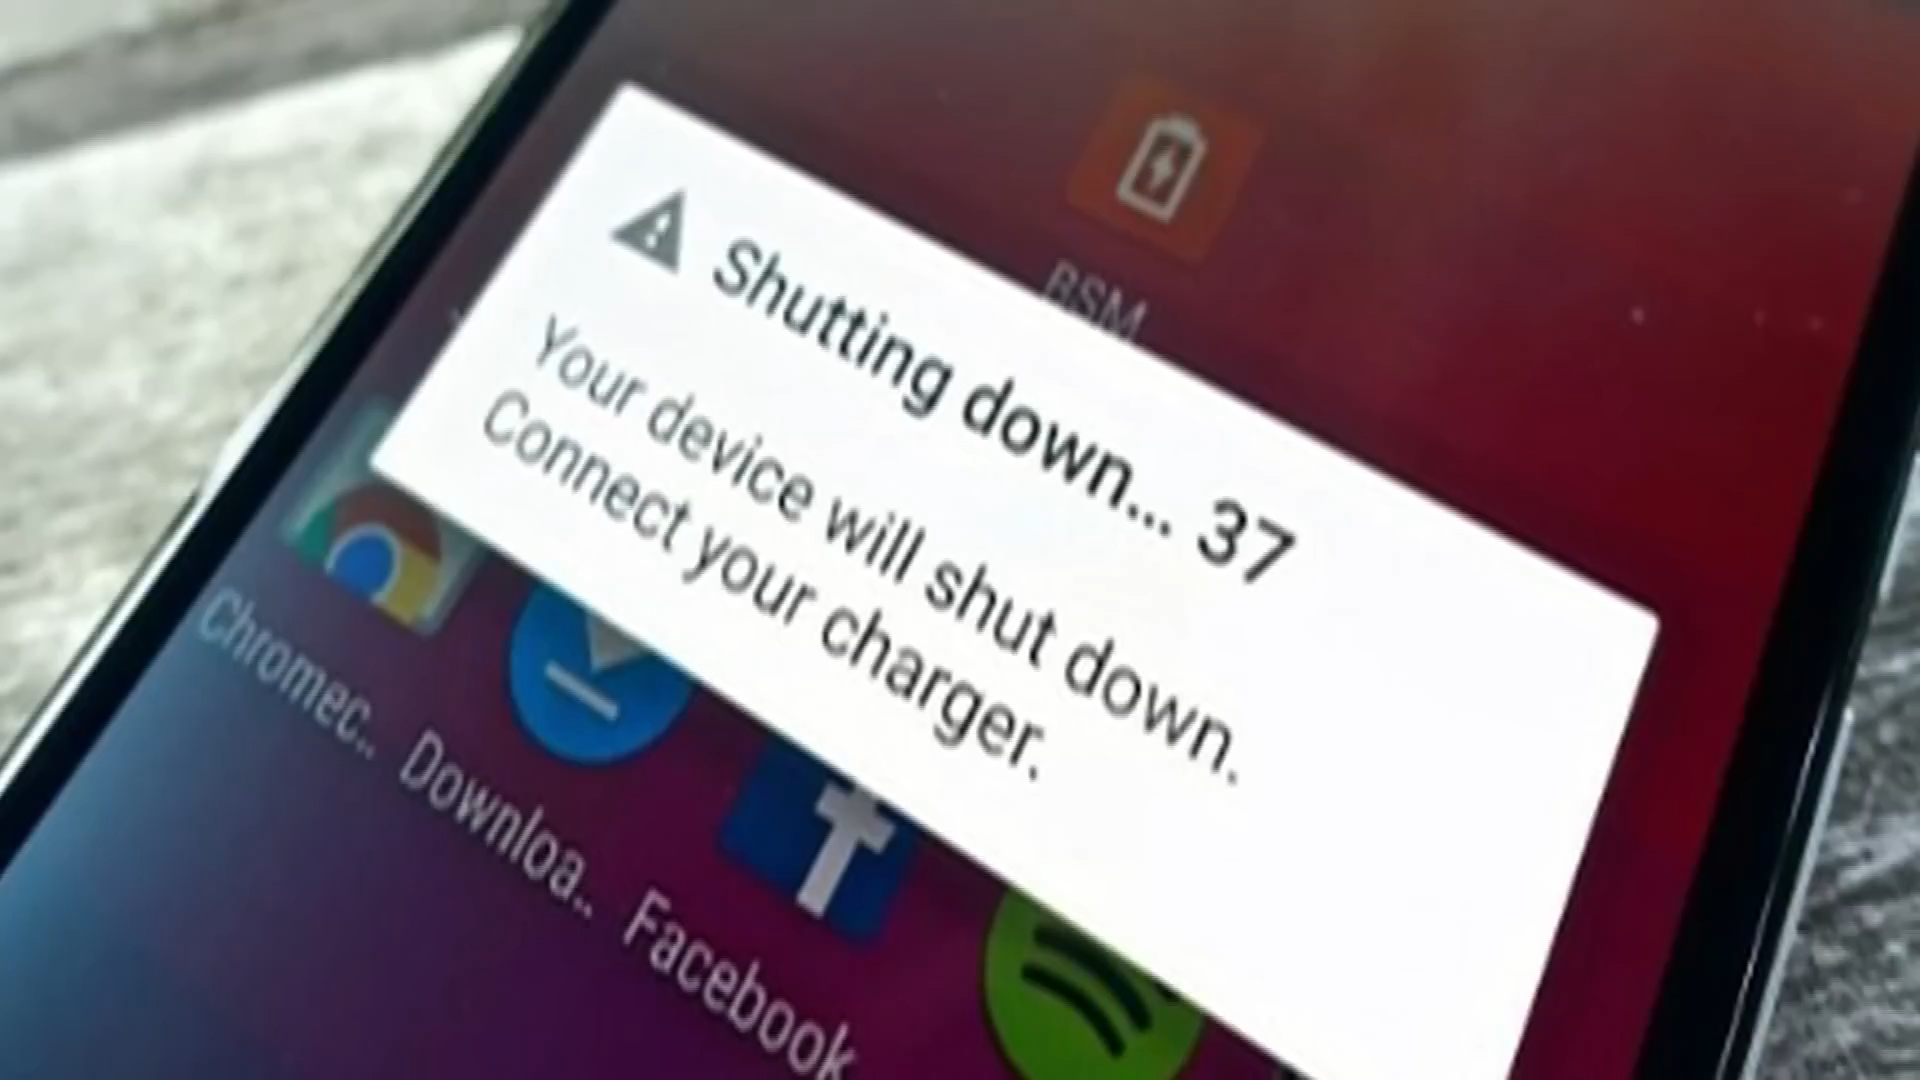 BSM
Shutting down... 37
Your device will shut down.
Connect your charger.
Chromec..
Downloa..
Facebook